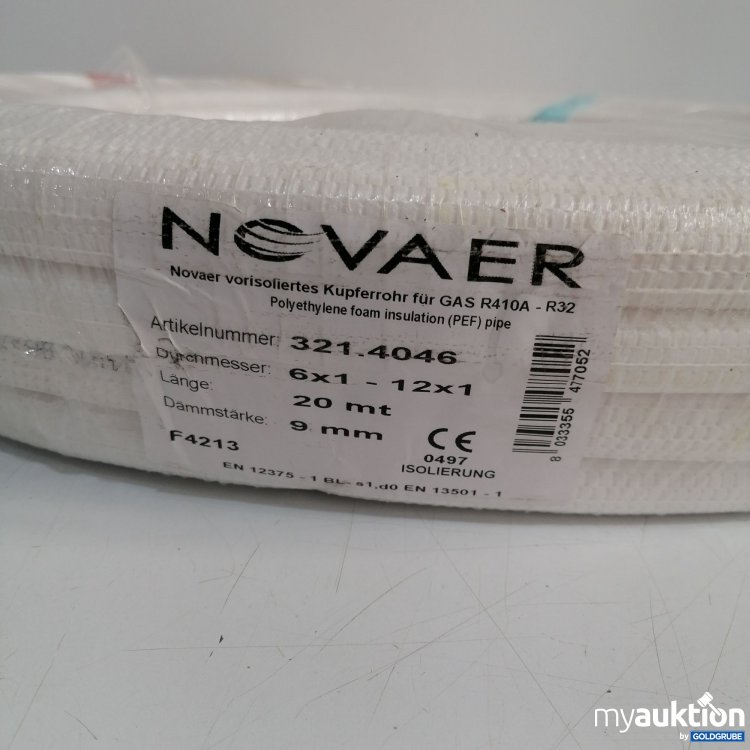 NOVAER
Novaer vorisoliertes Kupferrohr für GAS R410A - R32
Polyethylene foam insulation (PEF) pipe
Artikelnummer: 321.4046
Durchmesser: 6x1 - 12x1
Länge: 20 mt
Dämmstärke: 9 mm
F4213
CE
0497
ISOLIERUNG
EN 12375 - 1 BL- s1,d0 EN 13501 - 1
8 033355 477052
myauktion
by GOLDGRUBE